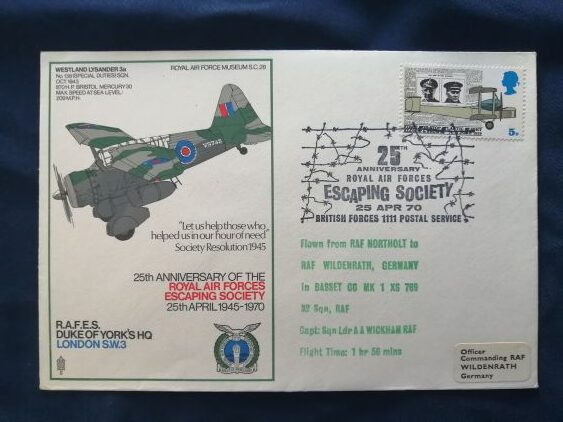 WESTLAND LYSANDER 3a
No 138 (SPECIAL DUTIES) SQN.
OCT 1943
870 H.P. BRISTOL MERCURY 30
MAX SPEED AT SEA LEVEL:
209 M.P.H.
ROYAL AIR FORCE MUSEUM S.C.29
"Let us help those who
helped us in our hour of need"
Society Resolution 1945
25th ANNIVERSARY OF THE
ROYAL AIR FORCES
ESCAPING SOCIETY
25th APRIL 1945-1970
R.A.F.E.S.
DUKE OF YORK'S HQ
LONDON S.W.3
5D
25TH
ANNIVERSARY
ROYAL AIR FORCES
ESCAPING SOCIETY
25 APR 70
BRITISH FORCES 1111 POSTAL SERVICE
Flown from RAF NORTHOLT to
RAF WILDENRATH, GERMANY
in BASSET CC MK 1 XS 769
Sqn, RAF
Capt: Sqn Ldr A A WICKHAM RAF
Flight Time: 1 hr 56 mins
Officer
Commanding RAF
WILDENRATH
Germany